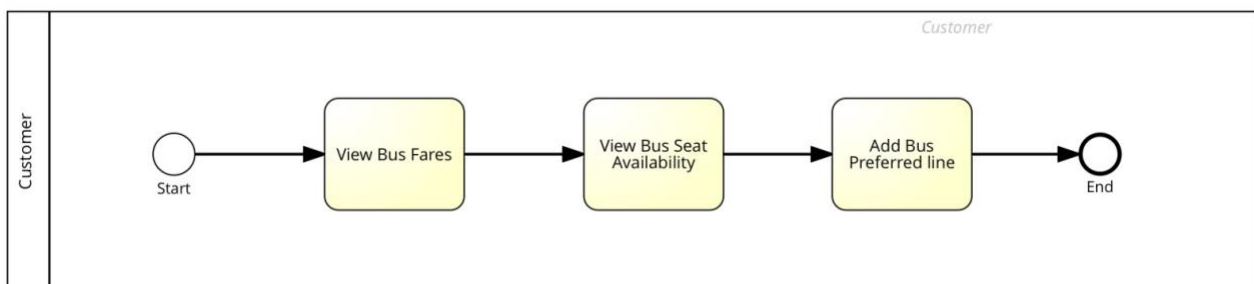 Customer
Customer
Start
View Bus Fares
View Bus Seat
Availability
Add Bus
Preferred line
End